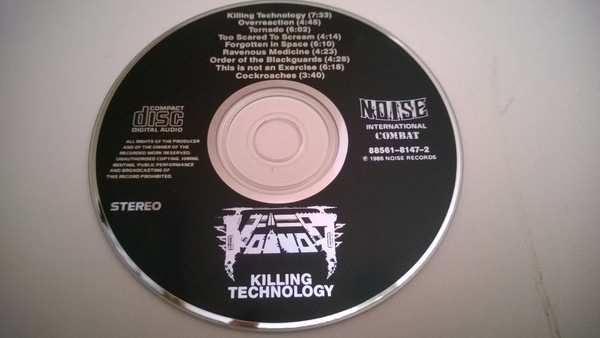 Killing Technology (7:33)
Overreaction (4:45)
Tornado (6:02)
Too Scared To Scream (4:14)
Forgotten in Space (6:10)
Ravenous Medicine (4:23)
Order of the Blackguards (4:28)
This is not an Exercise (6:18)
Cockroaches (3:40)
COMPACT
disc
DIGITAL AUDIO
ALL RIGHTS OF THE PRODUCER
AND OF THE OWNER OF THE
RECORDED WORK RESERVED.
UNAUTHORISED COPYING, HIRING,
RENTING, PUBLIC PERFORMANCE
AND BROADCASTING OF
THIS RECORD PROHIBITED.
STEREO
NOISE
INTERNATIONAL
COMBAT
88561-8147-2
℗ 1986 NOISE RECORDS
VOIVOD
KILLING
TECHNOLOGY